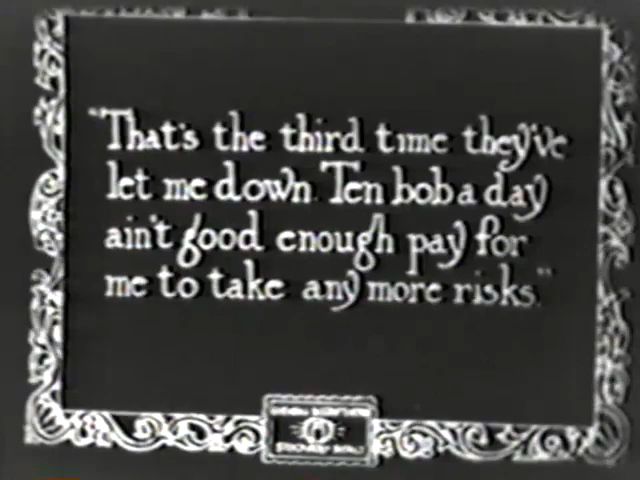 "That's the third time they've
let me down. Ten bob a day
ain't good enough pay for
me to take any more risks."